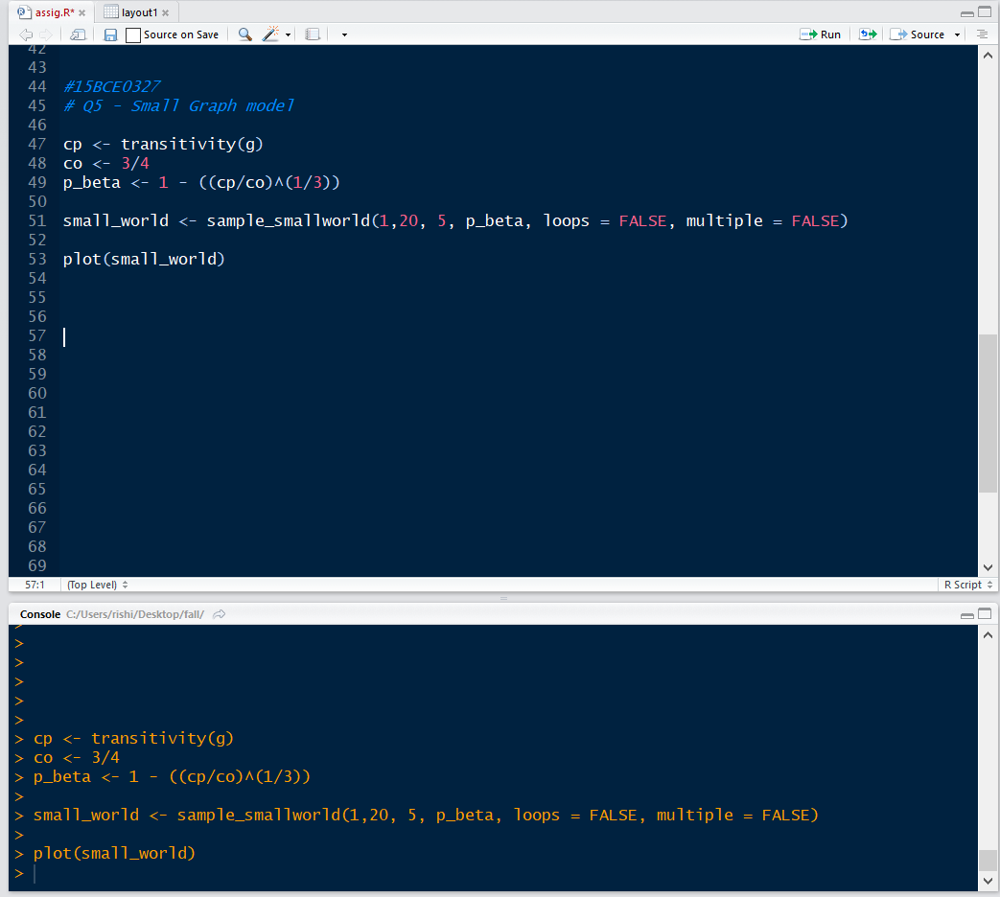 assig.R* layout1
Source on Save Run Source
42
43
44 #15BCE0327
45 # Q5 - Small Graph model
46
47 cp <- transitivity(g)
48 co <- 3/4
49 p_beta <- 1 - ((cp/co)^(1/3))
50
51 small_world <- sample_smallworld(1,20, 5, p_beta, loops = FALSE, multiple = FALSE)
52
53 plot(small_world)
54
55
56
57
58
59
60
61
62
63
64
65
66
67
68
69
57:1 (Top Level) R Script
Console C:/Users/rishi/Desktop/fall/
>
>
>
>
>
>
> cp <- transitivity(g)
> co <- 3/4
> p_beta <- 1 - ((cp/co)^(1/3))
>
> small_world <- sample_smallworld(1,20, 5, p_beta, loops = FALSE, multiple = FALSE)
>
> plot(small_world)
>